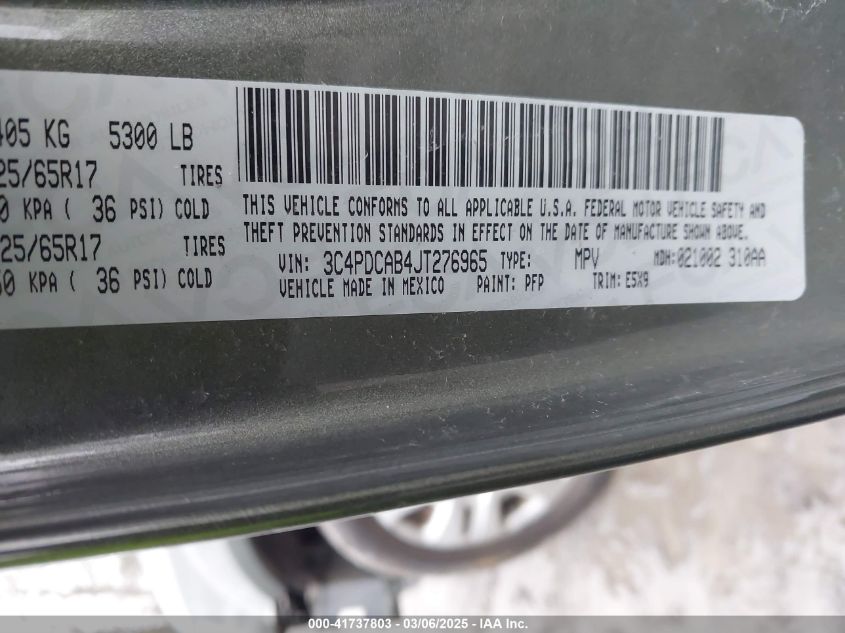 405 KG 5300 LB
25/65R17 TIRES
0 KPA ( 36 PSI) COLD
25/65R17 TIRES
50 KPA ( 36 PSI) COLD
THIS VEHICLE CONFORMS TO ALL APPLICABLE U.S.A. FEDERAL MOTOR VEHICLE SAFETY AND
THEFT PREVENTION STANDARDS IN EFFECT ON THE DATE OF MANUFACTURE SHOWN ABOVE.
VIN: 3C4PDCAB4JT276965 TYPE: MPV MDH:021002 310AA
VEHICLE MADE IN MEXICO PAINT: PFP TRIM: E5X9
000-41737803 - 03/06/2025 - IAA Inc.